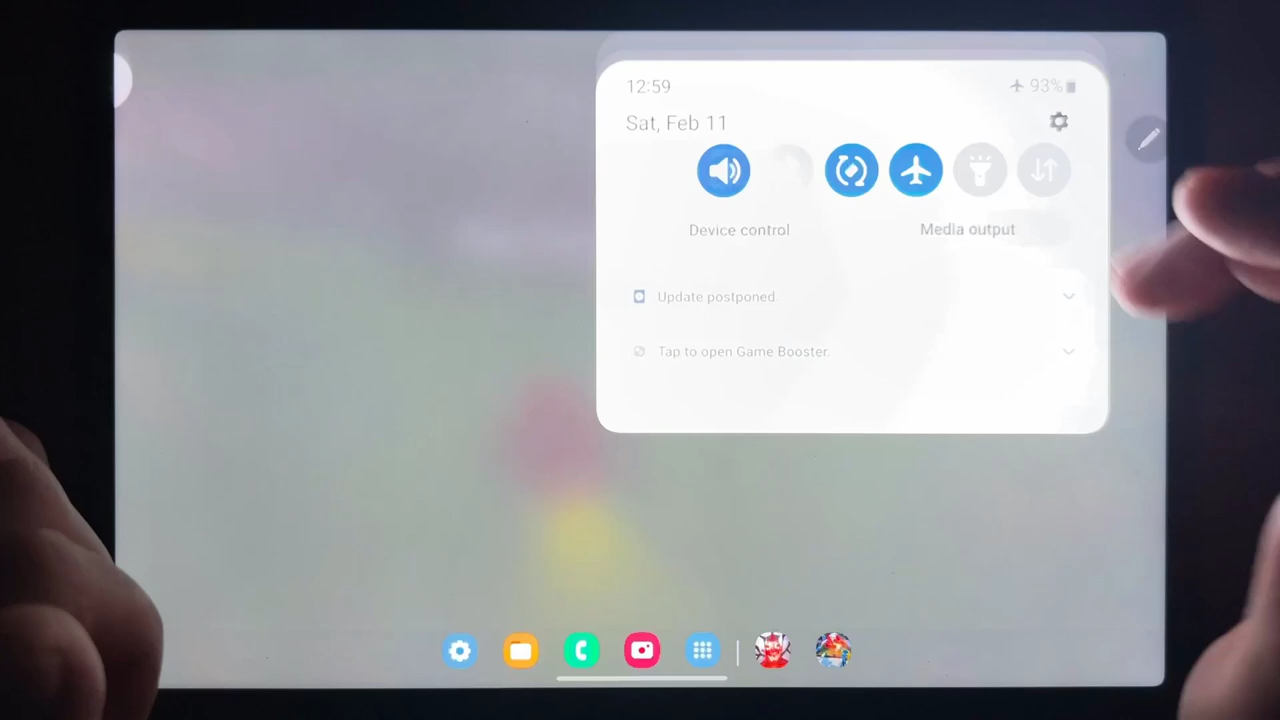 12:59
93%
Sat, Feb 11
Device control
Media output
Update postponed
Tap to open Game Booster.